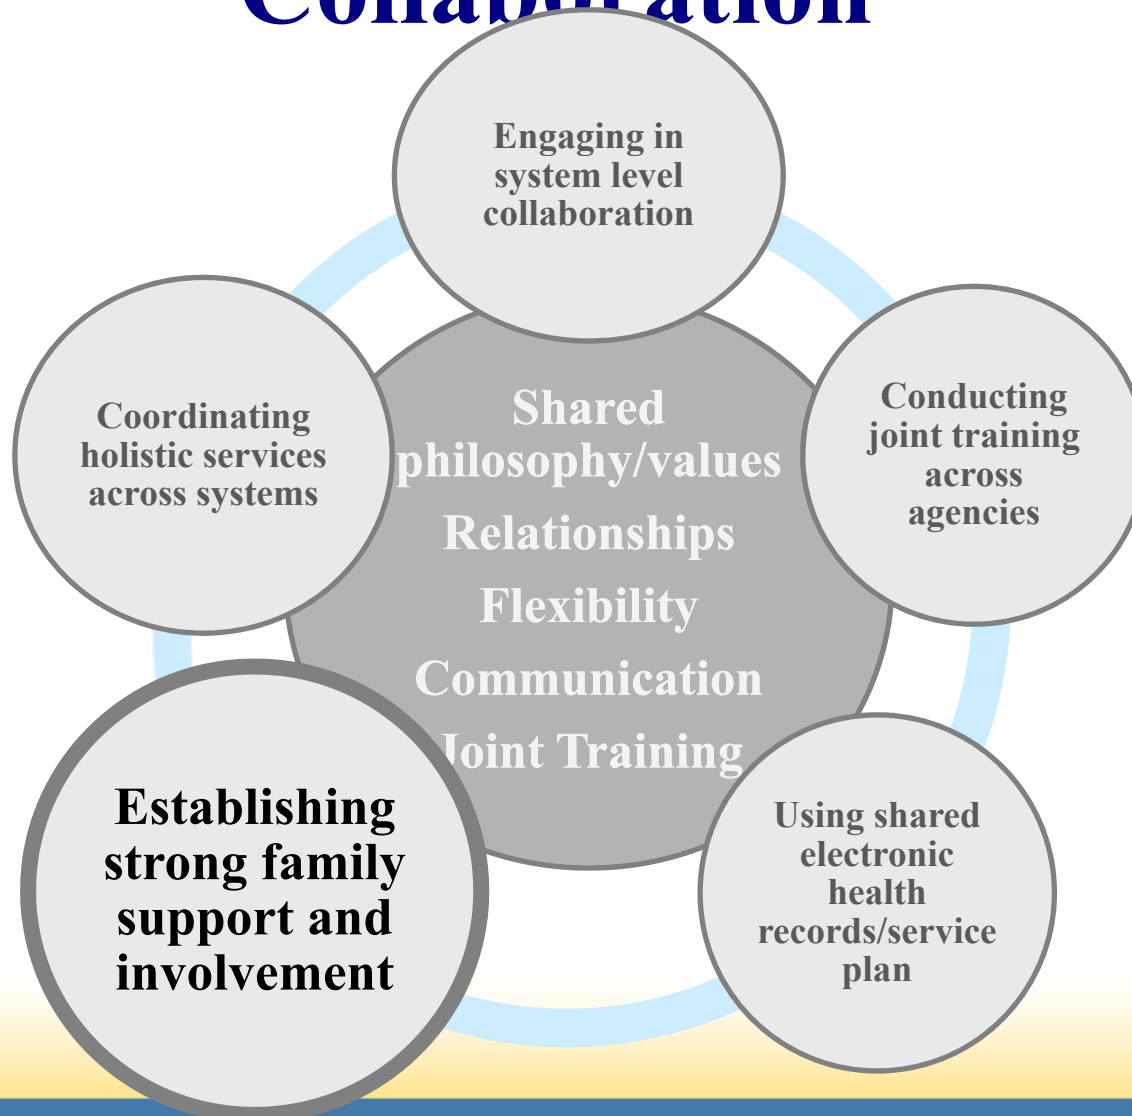 Collaboration
Engaging in
system level
collaboration
Coordinating
holistic services
across systems
Shared
philosophy/values
Relationships
Flexibility
Communication
Joint Training
Conducting
joint training
across
agencies
Establishing
strong family
support and
involvement
Using shared
electronic
health
records/service
plan